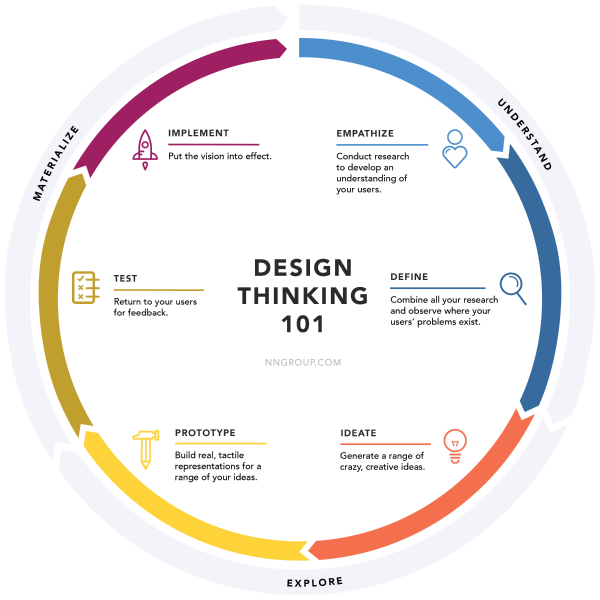 DESIGN
THINKING
101
NNGROUP.COM
UNDERSTAND
EMPATHIZE
Conduct research
to develop an
understanding of
your users.
DEFINE
Combine all your research
and observe where your
users’ problems exist.
EXPLORE
IDEATE
Generate a range of
crazy, creative ideas.
PROTOTYPE
Build real, tactile
representations for a
range of your ideas.
MATERIALIZE
TEST
Return to your users
for feedback.
IMPLEMENT
Put the vision into effect.